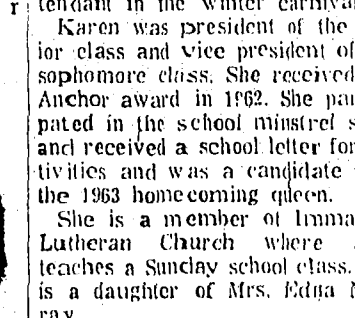 r
tendant in the winter carnival
Karen was president of the
ior class and vice president of
sophomore class. She received
Anchor award in 1962. She par
pated in the school minstrel s
and received a school letter for
tivities and was a candidate
the 1963 homecoming queen.
She is a member of Imma
Lutheran Church where
teaches a Sunday school class.
is a daughter of Mrs. Edna
ray